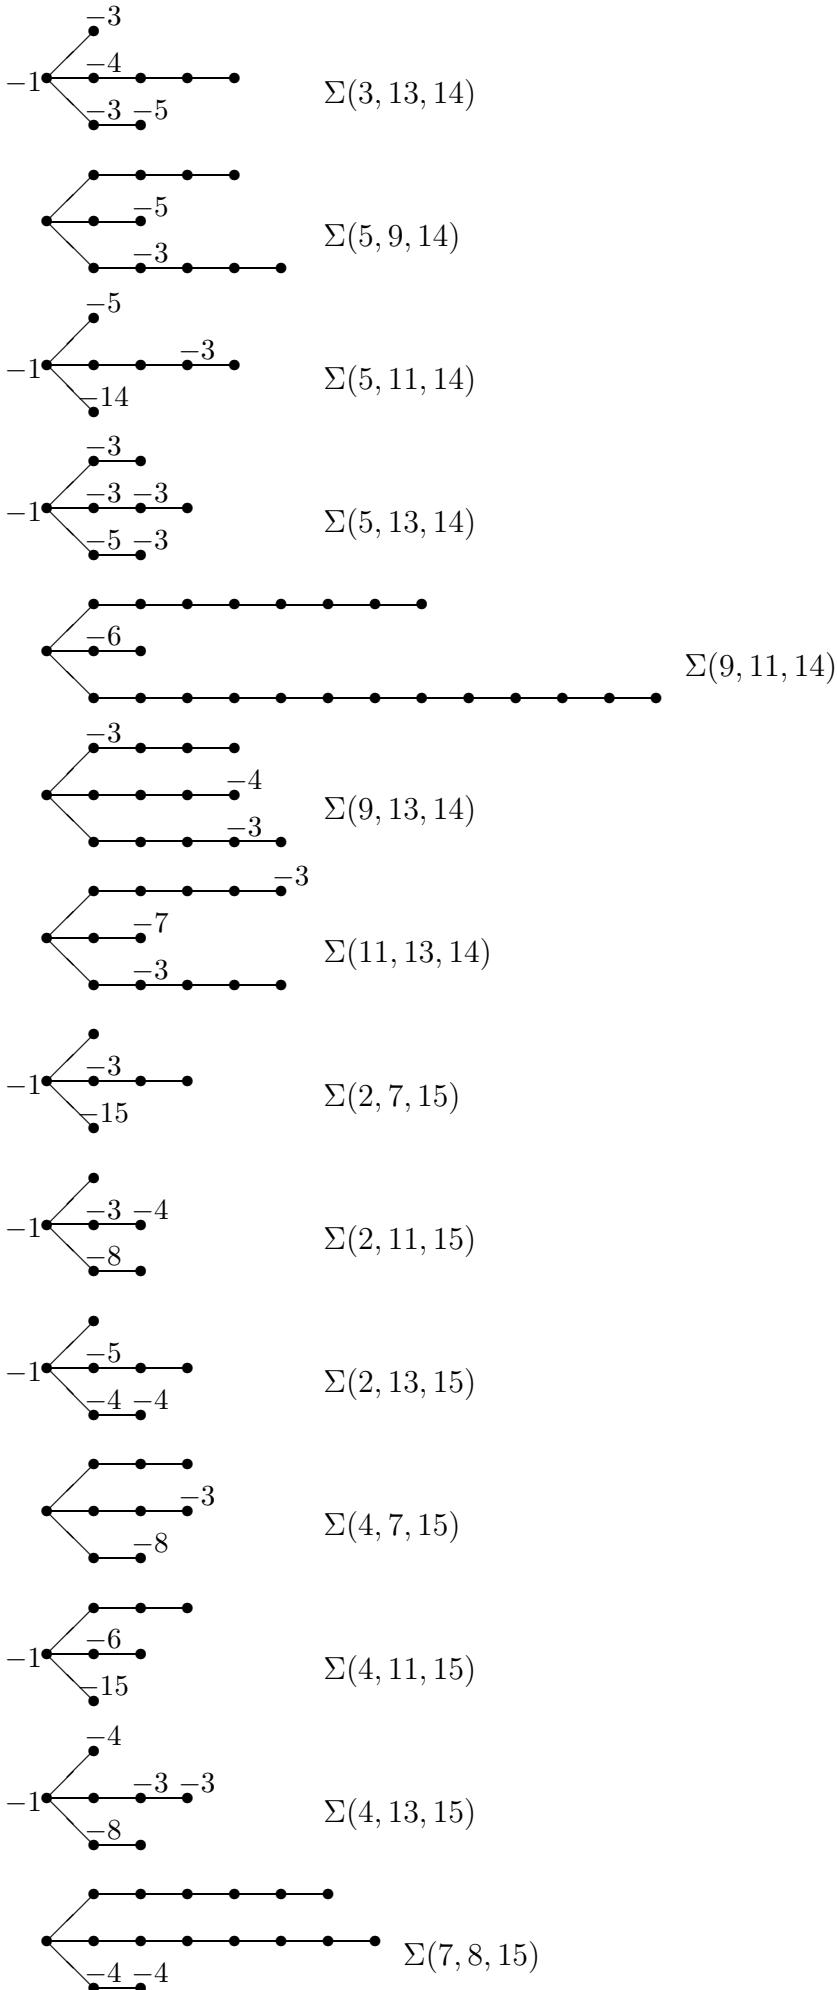 −3
−4
−1
Σ(3, 13, 14)
−3 −5
−5
Σ(5, 9, 14)
−3
−5
−3
−1
Σ(5, 11, 14)
−14
−3
−3 −3
−1
Σ(5, 13, 14)
−5 −3
−6
Σ(9, 11, 14)
−3
−4
Σ(9, 13, 14)
−3
−3
−7
Σ(11, 13, 14)
−3
−3
−1
Σ(2, 7, 15)
−15
−3 −4
−1
Σ(2, 11, 15)
−8
−5
−1
Σ(2, 13, 15)
−4 −4
−3
Σ(4, 7, 15)
−8
−6
−1
Σ(4, 11, 15)
−15
−4
−3 −3
−1
Σ(4, 13, 15)
−8
Σ(7, 8, 15)
−4 −4